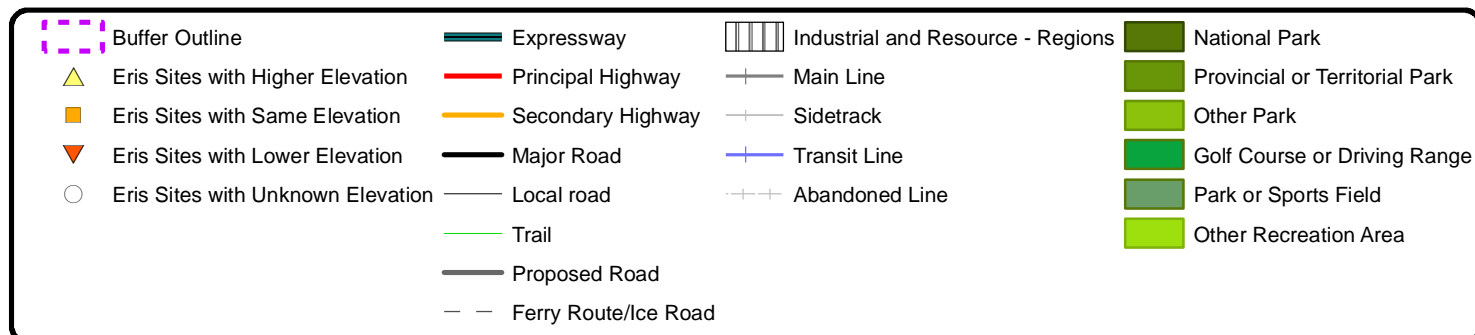 Buffer Outline
Eris Sites with Higher Elevation
Eris Sites with Same Elevation
Eris Sites with Lower Elevation
Eris Sites with Unknown Elevation
Expressway
Principal Highway
Secondary Highway
Major Road
Local road
Trail
Proposed Road
Ferry Route/Ice Road
Industrial and Resource - Regions
Main Line
Sidetrack
Transit Line
Abandoned Line
National Park
Provincial or Territorial Park
Other Park
Golf Course or Driving Range
Park or Sports Field
Other Recreation Area